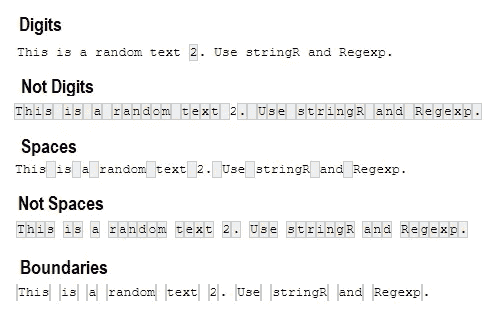 Digits
This is a random text 2. Use stringR and Regexp.
Not Digits
This is a random text 2. Use stringR and Regexp.
Spaces
This is a random text 2. Use stringR and Regexp.
Not Spaces
This is a random text 2. Use stringR and Regexp.
Boundaries
|This| |is| |a| |random| |text| |2|. |Use| |stringR| |and| |Regexp|.